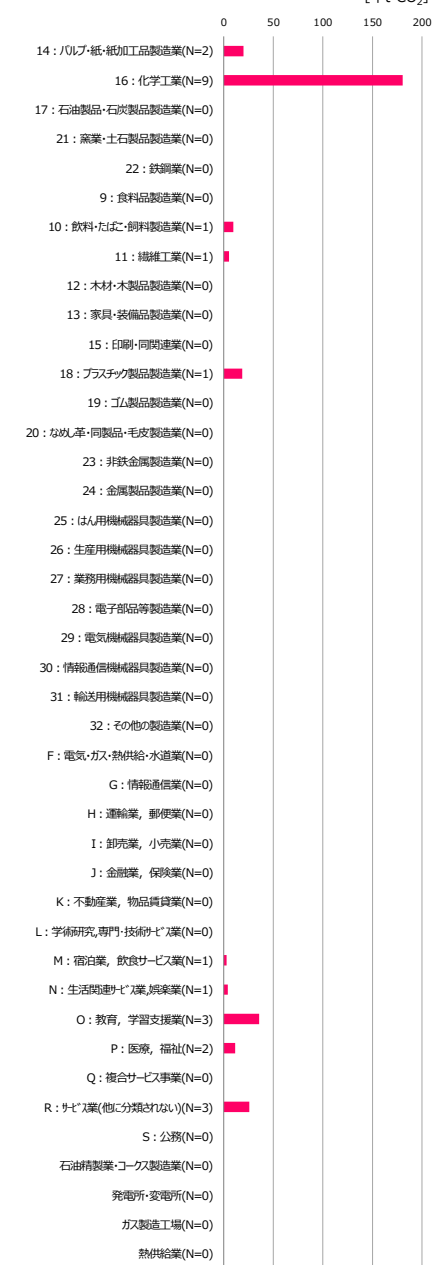 0 50 100 150 200
14：パルプ・紙・紙加工品製造業(N=2)
16：化学工業(N=9)
17：石油製品・石炭製品製造業(N=0)
21：窯業・土石製品製造業(N=0)
22：鉄鋼業(N=0)
9：食料品製造業(N=0)
10：飲料・たばこ・飼料製造業(N=1)
11：繊維工業(N=1)
12：木材・木製品製造業(N=0)
13：家具・装備品製造業(N=0)
15：印刷・同関連業(N=0)
18：プラスチック製品製造業(N=1)
19：ゴム製品製造業(N=0)
20：なめし革・同製品・毛皮製造業(N=0)
23：非鉄金属製造業(N=0)
24：金属製品製造業(N=0)
25：はん用機械器具製造業(N=0)
26：生産用機械器具製造業(N=0)
27：業務用機械器具製造業(N=0)
28：電子部品等製造業(N=0)
29：電気機械器具製造業(N=0)
30：情報通信機械器具製造業(N=0)
31：輸送用機械器具製造業(N=0)
32：その他の製造業(N=0)
F：電気・ガス・熱供給・水道業(N=0)
G：情報通信業(N=0)
H：運輸業，郵便業(N=0)
I：卸売業，小売業(N=0)
J：金融業，保険業(N=0)
K：不動産業，物品賃貸業(N=0)
L：学術研究,専門・技術ｻｰﾋﾞｽ業(N=0)
M：宿泊業，飲食サービス業(N=1)
N：生活関連ｻｰﾋﾞｽ業,娯楽業(N=1)
O：教育，学習支援業(N=3)
P：医療，福祉(N=2)
Q：複合サービス事業(N=0)
R：ｻｰﾋﾞｽ業(他に分類されない)(N=3)
S：公務(N=0)
石油精製業・コークス製造業(N=0)
発電所・変電所(N=0)
ガス製造工場(N=0)
熱供給業(N=0)